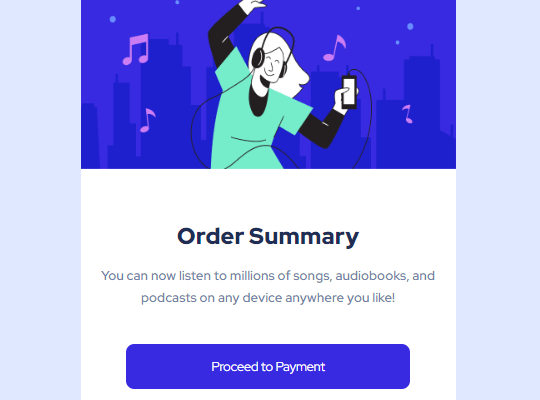 Order Summary
You can now listen to millions of songs, audiobooks, and
podcasts on any device anywhere you like!
Proceed to Payment